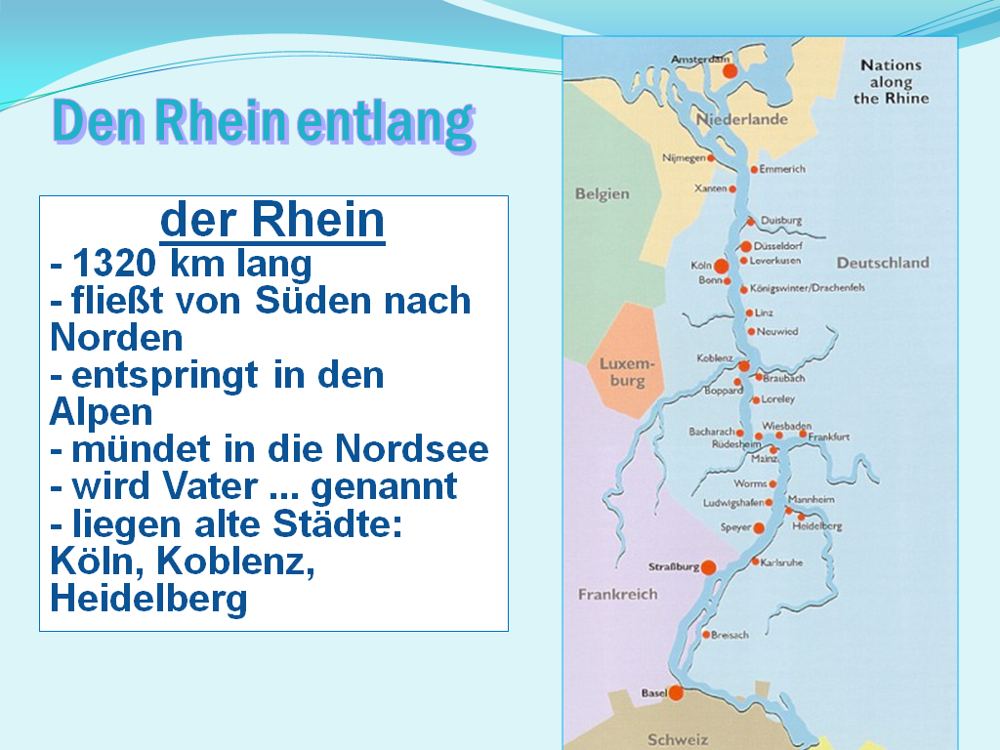 Den Rhein entlang
der Rhein
- 1320 km lang
- fließt von Süden nach
Norden
- entspringt in den
Alpen
- mündet in die Nordsee
- wird Vater ... genannt
- liegen alte Städte:
Köln, Koblenz,
Heidelberg
Nations
along
the Rhine
Amsterdam
Niederlande
Nijmegen
Emmerich
Xanten
Belgien
Duisburg
Düsseldorf
Leverkusen
Köln
Deutschland
Bonn
Königswinter/Drachenfels
Linz
Neuwied
Koblenz
Luxem-
burg
Braubach
Boppard
Loreley
Bacharach
Wiesbaden
Frankfurt
Rüdesheim
Mainz
Worms
Ludwigshafen
Mannheim
Speyer
Heidelberg
Straßburg
Karlsruhe
Frankreich
Breisach
Basel
Schweiz